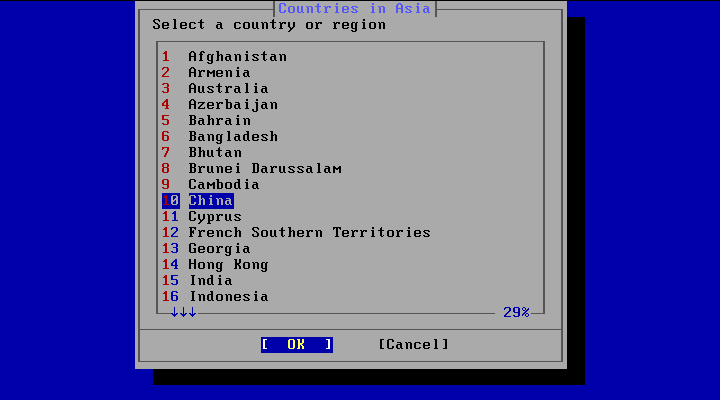 Countries in Asia
Select a country or region
1 Afghanistan
2 Armenia
3 Australia
4 Azerbaijan
5 Bahrain
6 Bangladesh
7 Bhutan
8 Brunei Darussalam
9 Cambodia
10 China
11 Cyprus
12 French Southern Territories
13 Georgia
14 Hong Kong
15 India
16 Indonesia
↓↓↓ 29%
[ OK ] [Cancel]